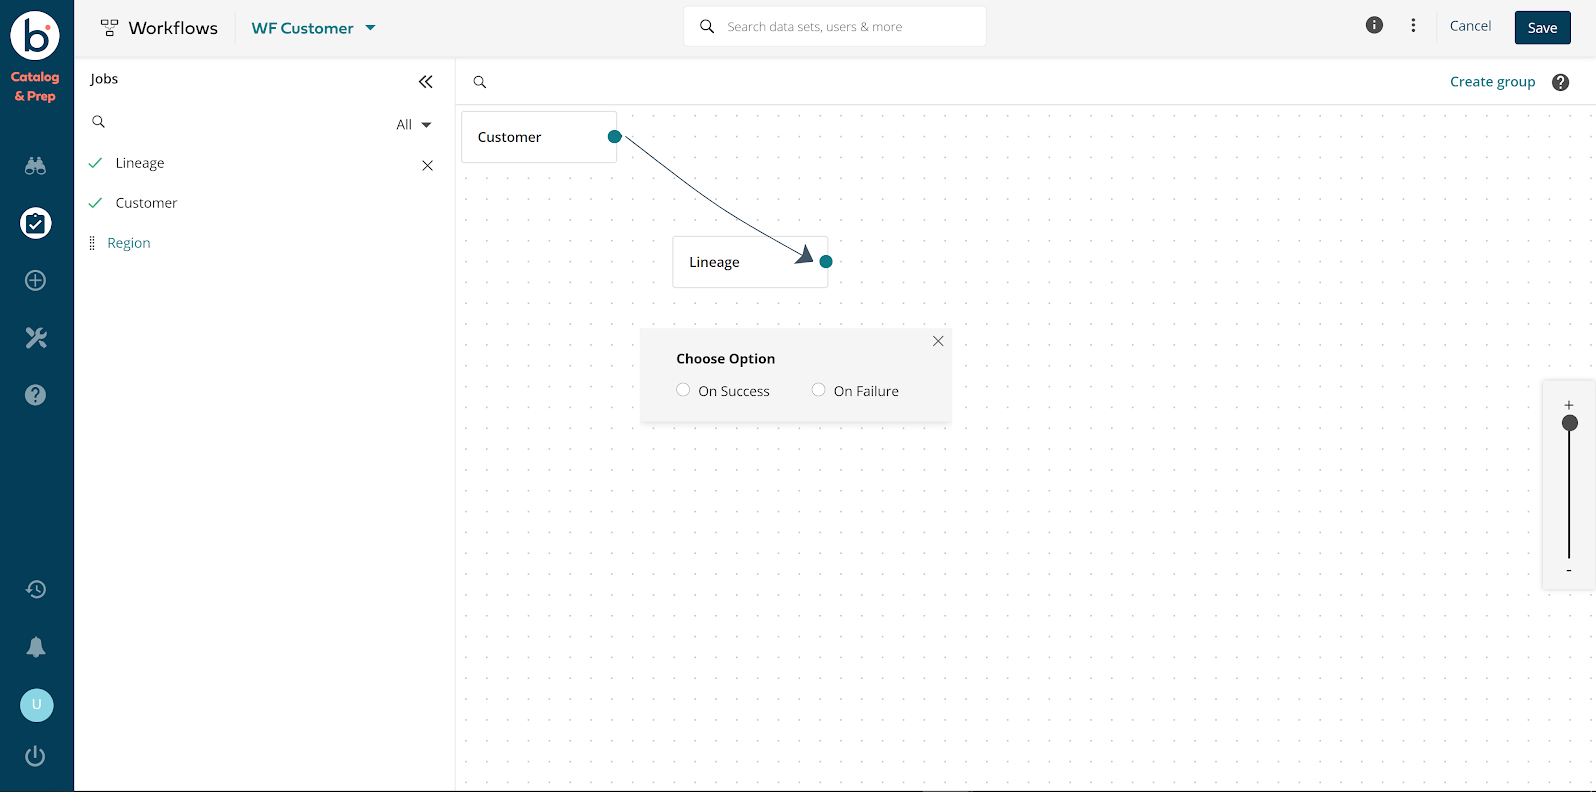 b
Catalog
& Prep
Workflows
WF Customer
Search data sets, users & more
Cancel
Save
Jobs
All
Lineage
Customer
Region
Create group
Customer
Lineage
Choose Option
On Success
On Failure
+
-
U